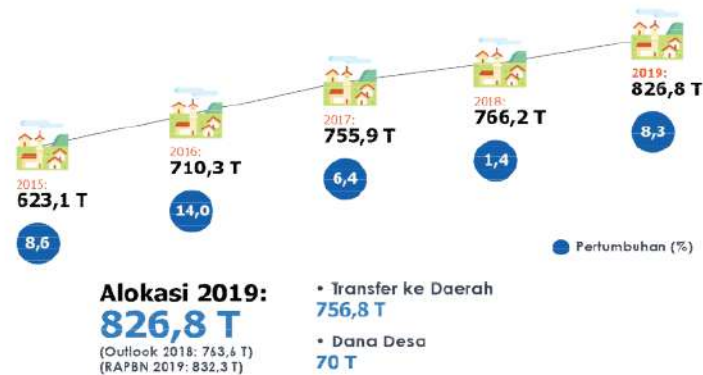 2015:
623,1 T
8,6
2016:
710,3 T
14,0
2017:
755,9 T
6,4
2018:
766,2 T
1,4
2019:
826,8 T
8,3
Pertumbuhan (%)
Alokasi 2019:
826,8 T
(Outlook 2018: 763,6 T)
(RAPBN 2019: 832,3 T)
• Transfer ke Daerah
756,8 T
• Dana Desa
70 T